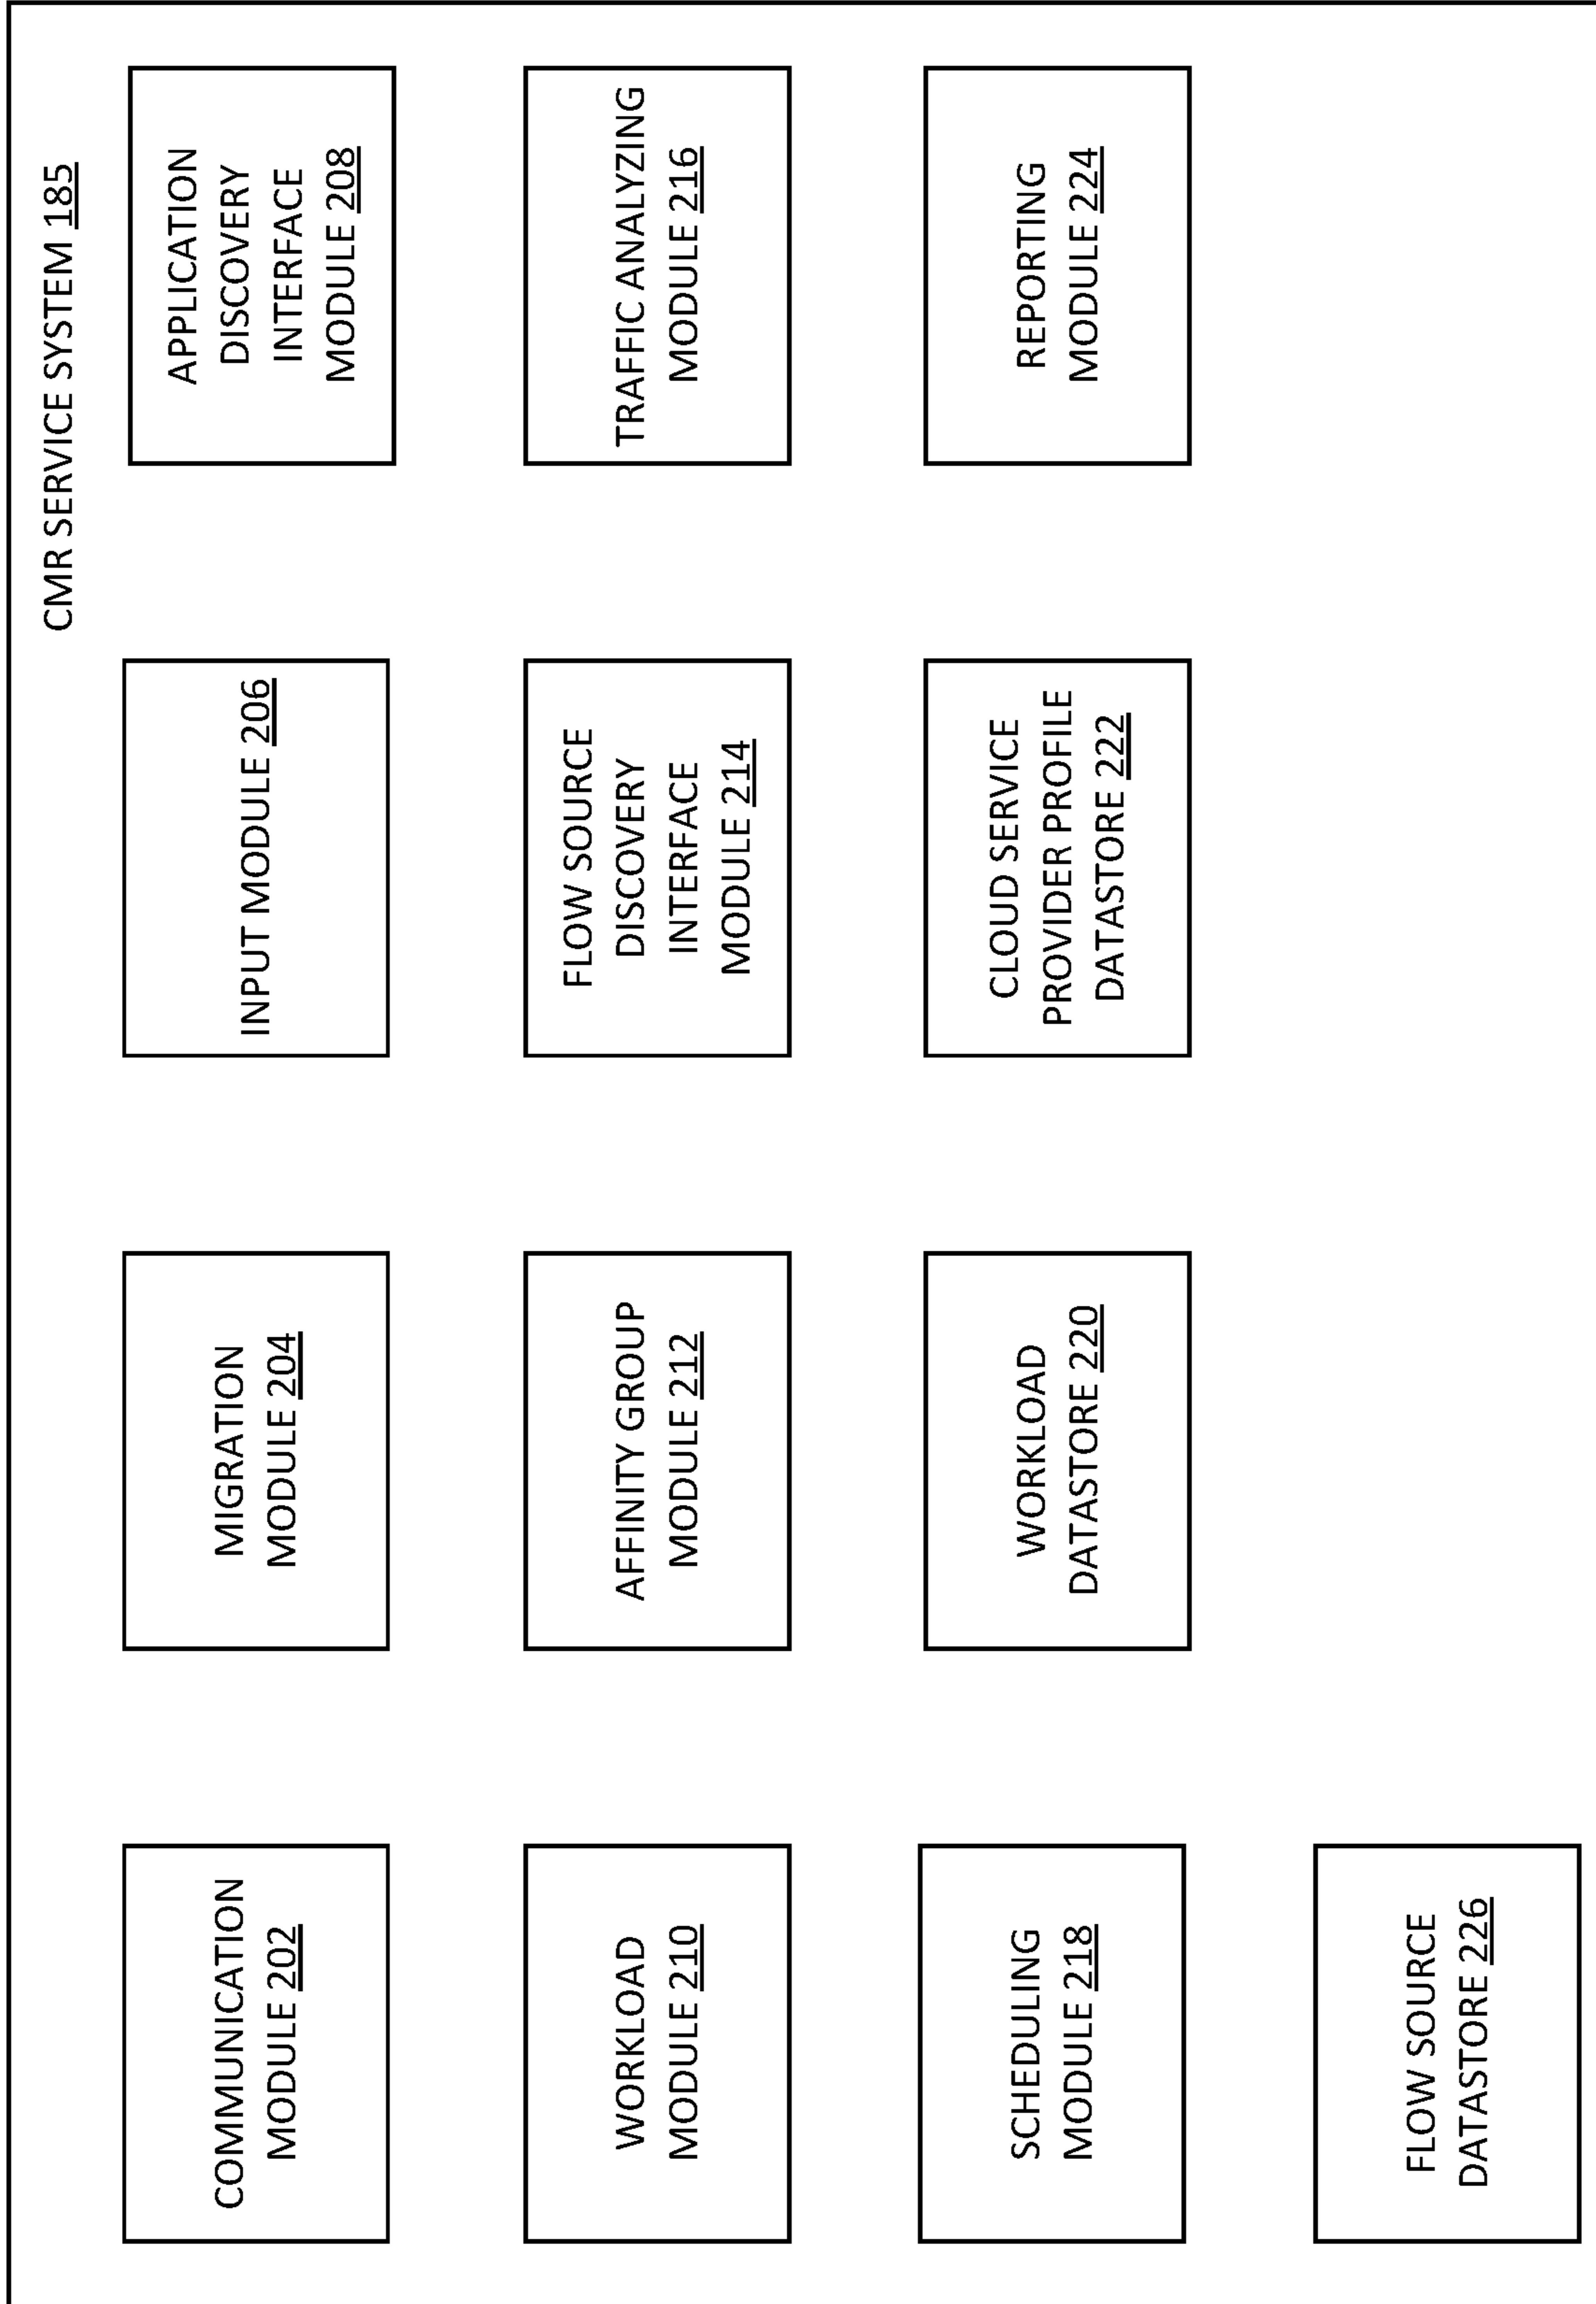 CMR SERVICE SYSTEM 185
COMMUNICATION
MODULE 202
MIGRATION
MODULE 204
INPUT MODULE 206
APPLICATION
DISCOVERY
INTERFACE
MODULE 208
WORKLOAD
MODULE 210
AFFINITY GROUP
MODULE 212
FLOW SOURCE
DISCOVERY
INTERFACE
MODULE 214
TRAFFIC ANALYZING
MODULE 216
SCHEDULING
MODULE 218
WORKLOAD
DATASTORE 220
CLOUD SERVICE
PROVIDER PROFILE
DATASTORE 222
REPORTING
MODULE 224
FLOW SOURCE
DATASTORE 226